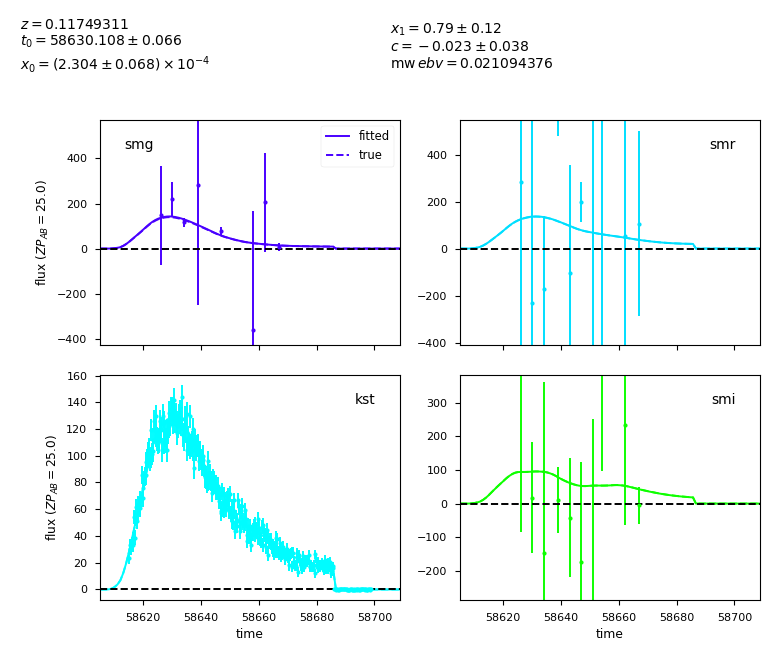 z = 0.11749311
t₀ = 58630.108 ± 0.066
x₀ = (2.304 ± 0.068) × 10⁻⁴
x₁ = 0.79 ± 0.12
c = −0.023 ± 0.038
mw ebv = 0.021094376
smg
fitted
true
400
200
0
−200
−400
flux (ZP_AB = 25.0)
smr
400
200
0
−200
−400
kst
160
140
120
100
80
60
40
20
0
flux (ZP_AB = 25.0)
58620 58640 58660 58680 58700
time
smi
300
200
100
0
−100
−200
58620 58640 58660 58680 58700
time